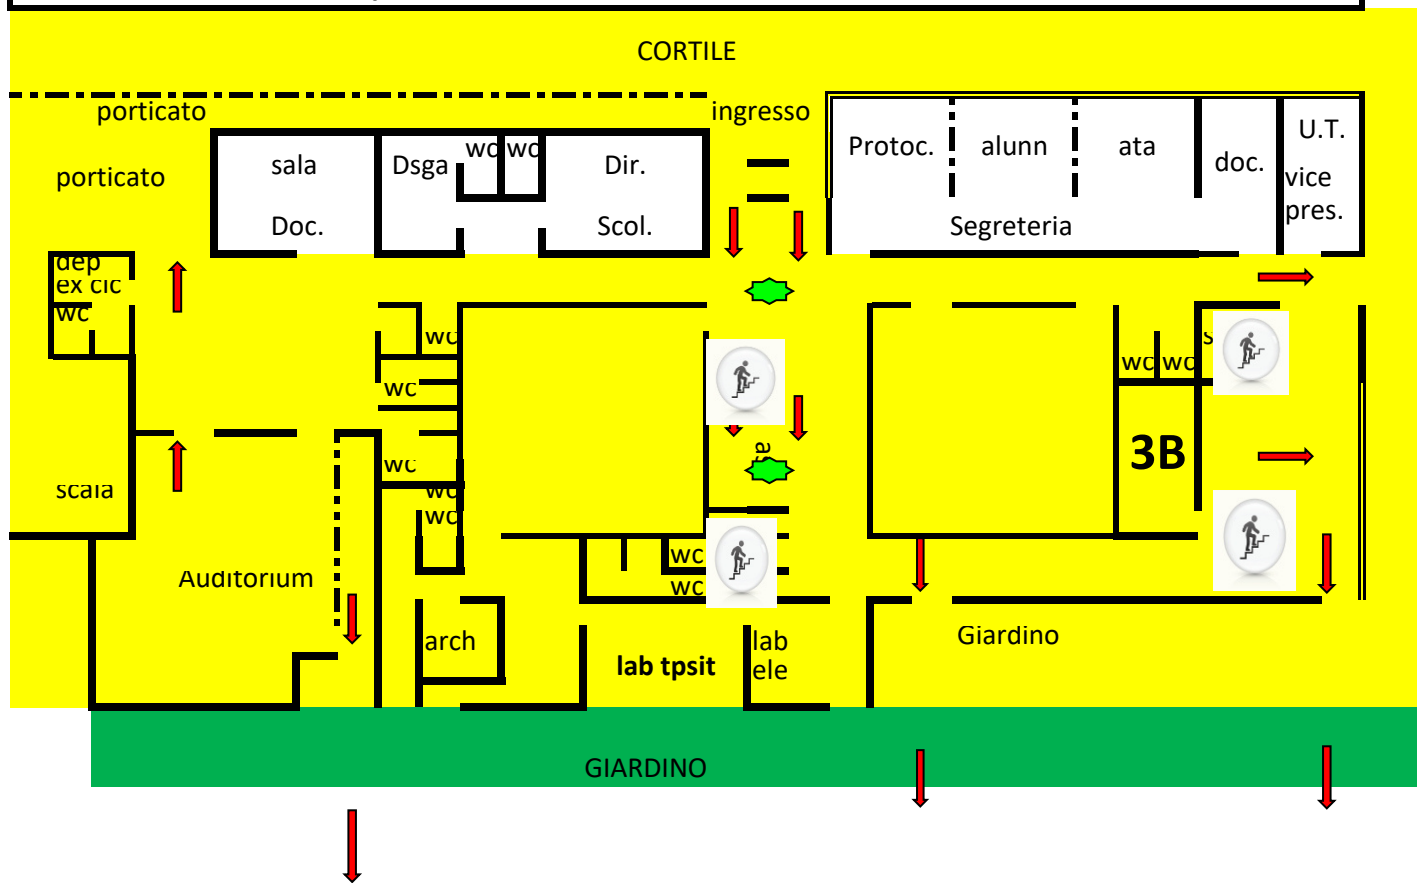 CORTILE
porticato
ingresso
porticato
sala
Doc.
Dsga
wc
wc
Dir.
Scol.
Protoc.
alunn
ata
doc.
Segreteria
U.T.
vice
pres.
dep
ex cic
wc
wc
wc
wc
wc
wc
wc
wc
3B
scala
as
wc
wc
Auditorium
arch
lab tpsit
lab
ele
Giardino
GIARDINO